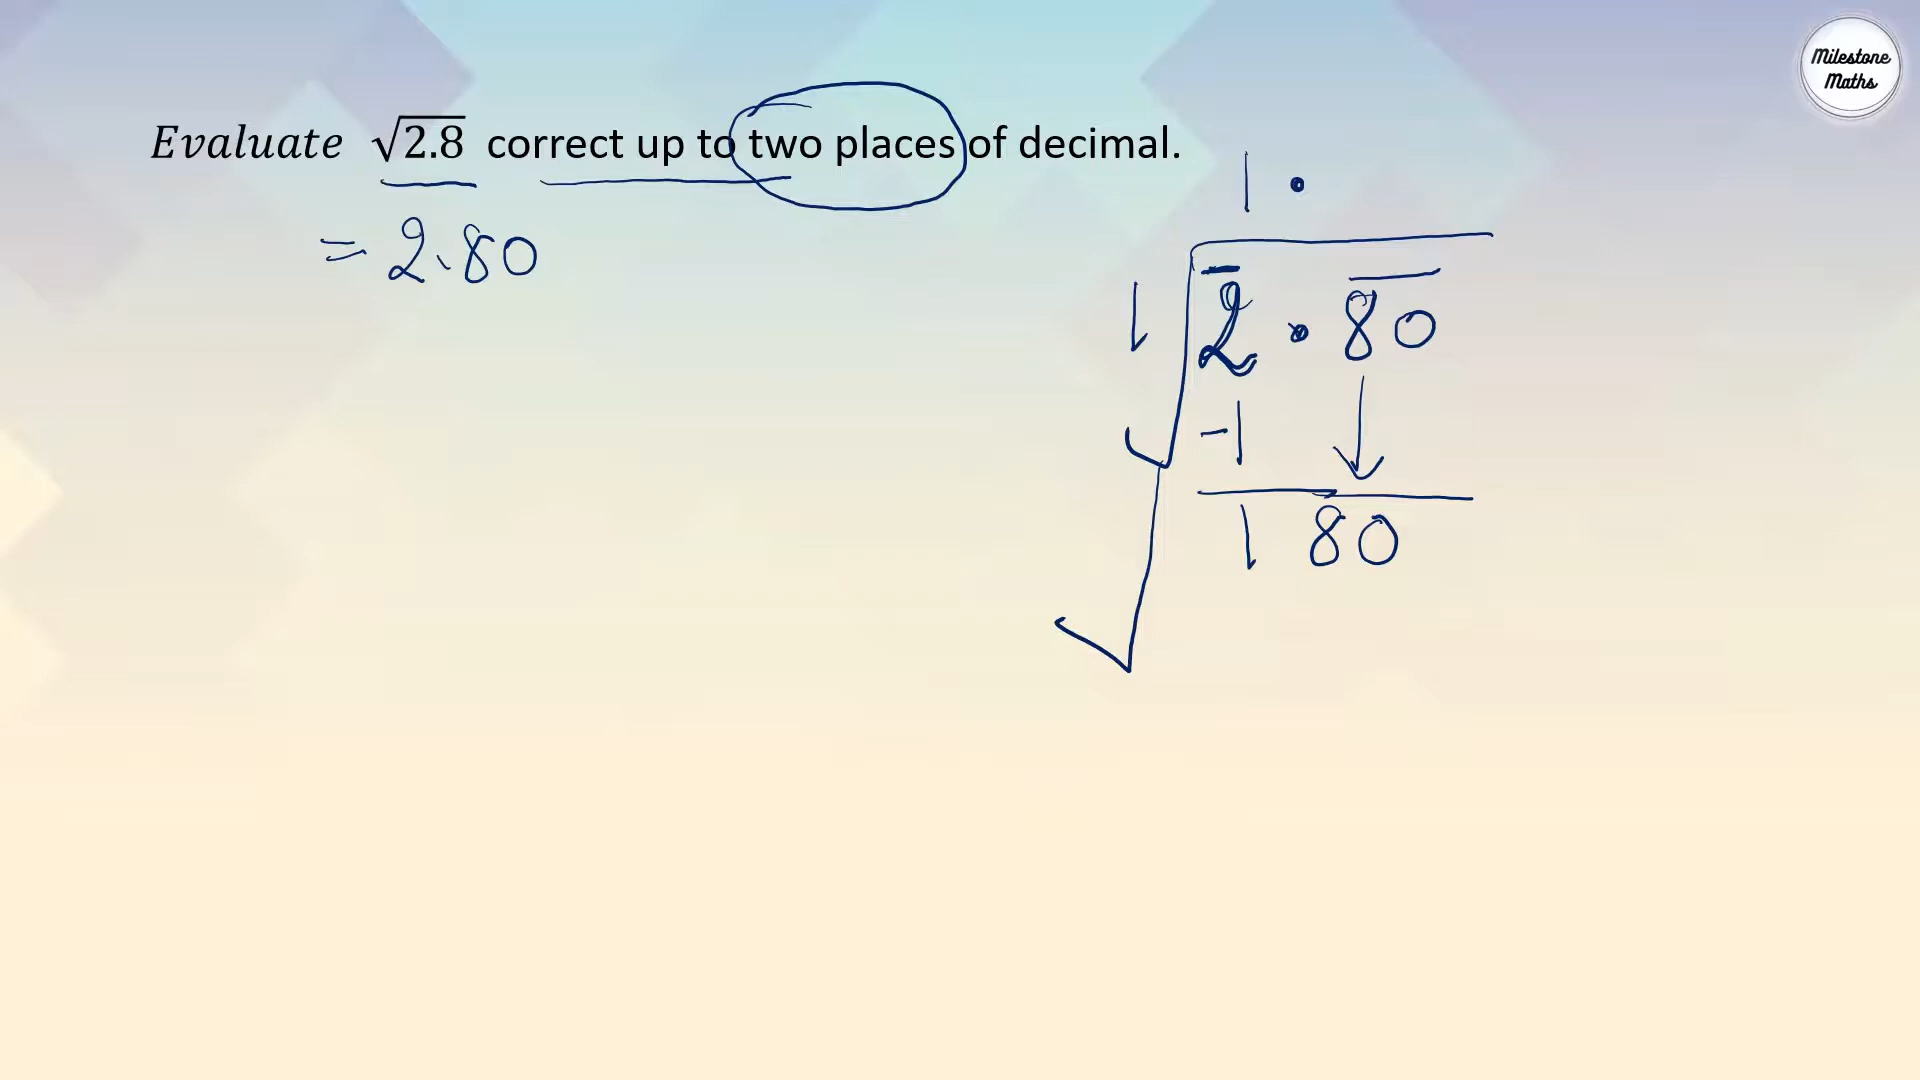 Milestone
Maths
Evaluate √2.8 correct up to two places of decimal.
1 .
= 2.80
1 2.80
-1
1 80